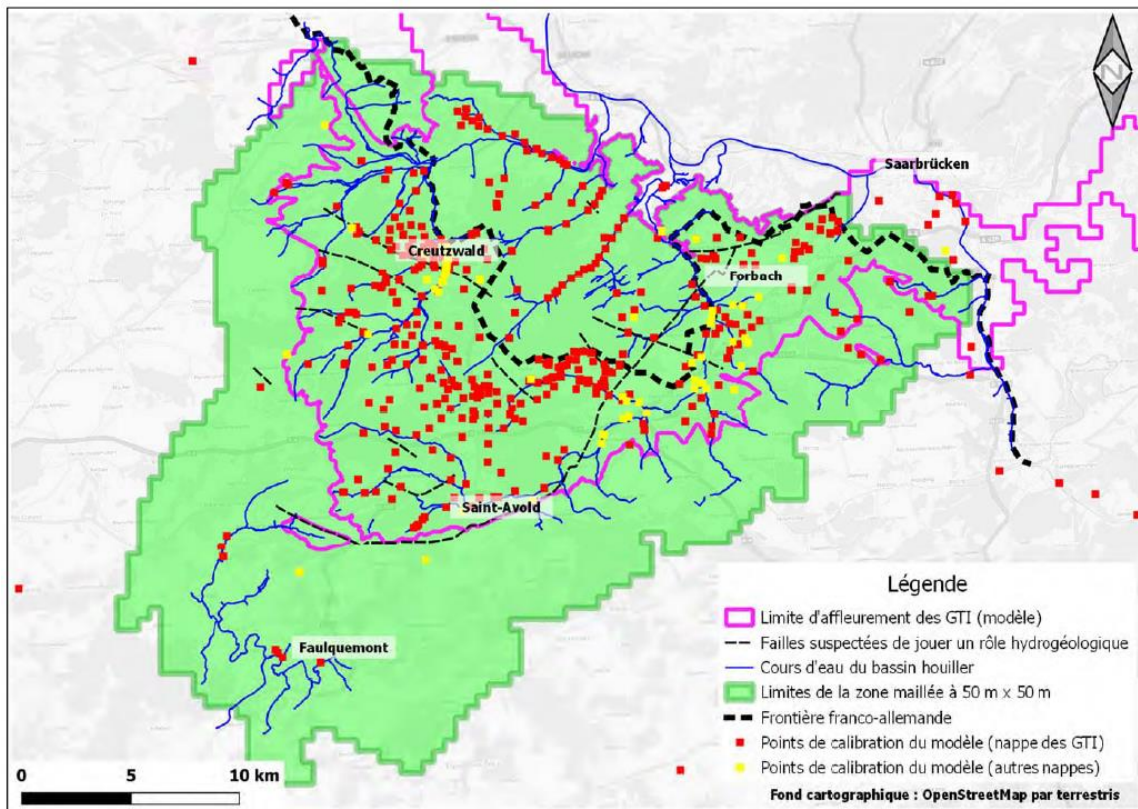 N
Saarbrücken
Creutzwald
Forbach
Saint-Avold
Faulquemont
Légende
Limite d'affleurement des GTI (modèle)
Failles suspectées de jouer un rôle hydrogéologique
Cours d'eau du bassin houiller
Limites de la zone maillée à 50 m x 50 m
Frontière franco-allemande
Points de calibration du modèle (nappe des GTI)
Points de calibration du modèle (autres nappes)
0 5 10 km
Fond cartographique : OpenStreetMap par terrestris